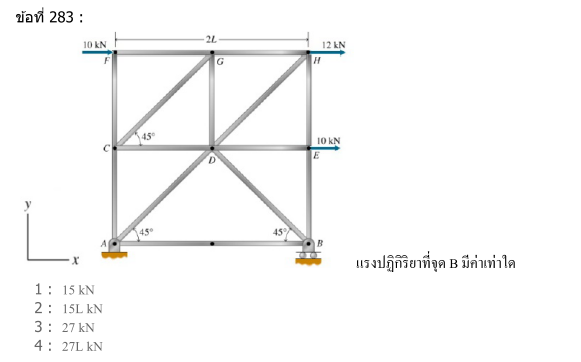 ข้อที่ 283 :
2L
10 kN
12 kN
F
G
H
45°
10 kN
C
D
E
y
45°
45°
A
B
x
แรงปฏิกิริยาที่จุด B มีค่าเท่าใด
1 : 15 kN
2 : 15L kN
3 : 27 kN
4 : 27L kN